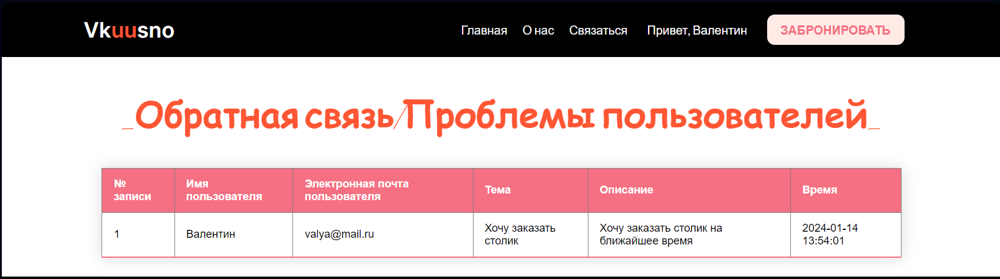 Vkuusno
Главная О нас Связаться Привет, Валентин ЗАБРОНИРОВАТЬ
_Обратная связь/Проблемы пользователей_
№ записи Имя пользователя Электронная почта пользователя Тема Описание Время
1 Валентин valya@mail.ru Хочу заказать столик Хочу заказать столик на ближайшее время 2024-01-14 13:54:01